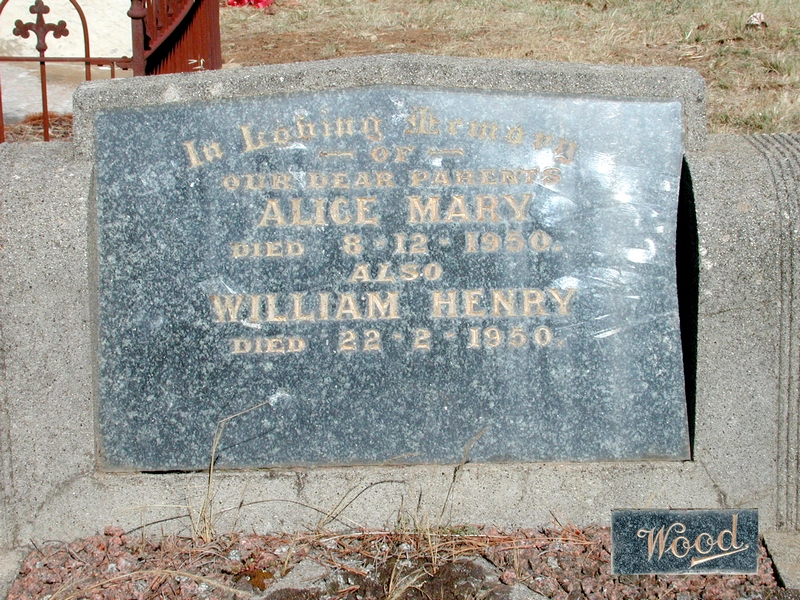 In Loving Memory
OF
OUR DEAR PARENTS
ALICE MARY
DIED 8-12-1950.
ALSO
WILLIAM HENRY
DIED 22-2-1950.
Wood